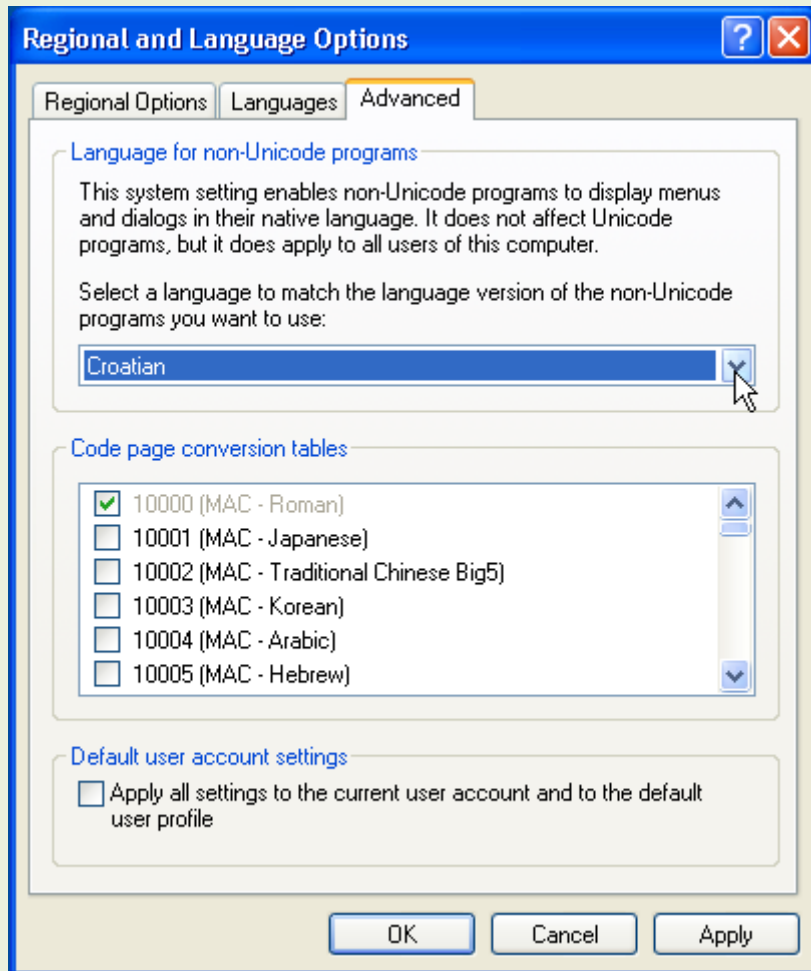 Regional and Language Options
Regional Options Languages Advanced
Language for non-Unicode programs
This system setting enables non-Unicode programs to display menus
and dialogs in their native language. It does not affect Unicode
programs, but it does apply to all users of this computer.
Select a language to match the language version of the non-Unicode
programs you want to use:
Croatian
Code page conversion tables
10000 (MAC - Roman)
10001 (MAC - Japanese)
10002 (MAC - Traditional Chinese Big5)
10003 (MAC - Korean)
10004 (MAC - Arabic)
10005 (MAC - Hebrew)
Default user account settings
Apply all settings to the current user account and to the default
user profile
OK Cancel Apply